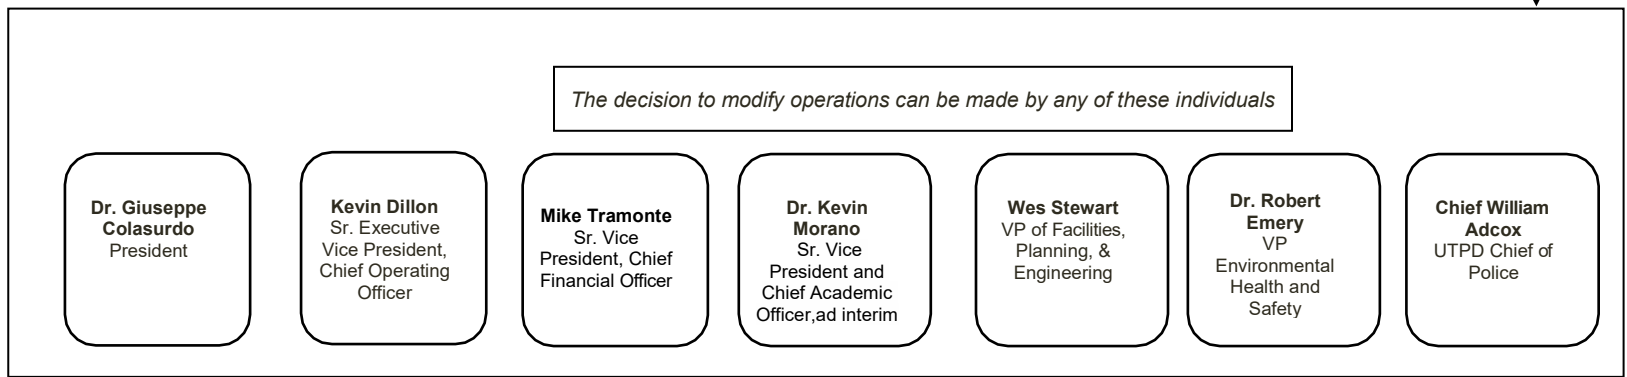 The decision to modify operations can be made by any of these individuals
Dr. Giuseppe
Colasurdo
President
Kevin Dillon
Sr. Executive
Vice President,
Chief Operating
Officer
Mike Tramonte
Sr. Vice
President, Chief
Financial Officer
Dr. Kevin
Morano
Sr. Vice
President and
Chief Academic
Officer,ad interim
Wes Stewart
VP of Facilities,
Planning, &
Engineering
Dr. Robert
Emery
VP
Environmental
Health and
Safety
Chief William
Adcox
UTPD Chief of
Police